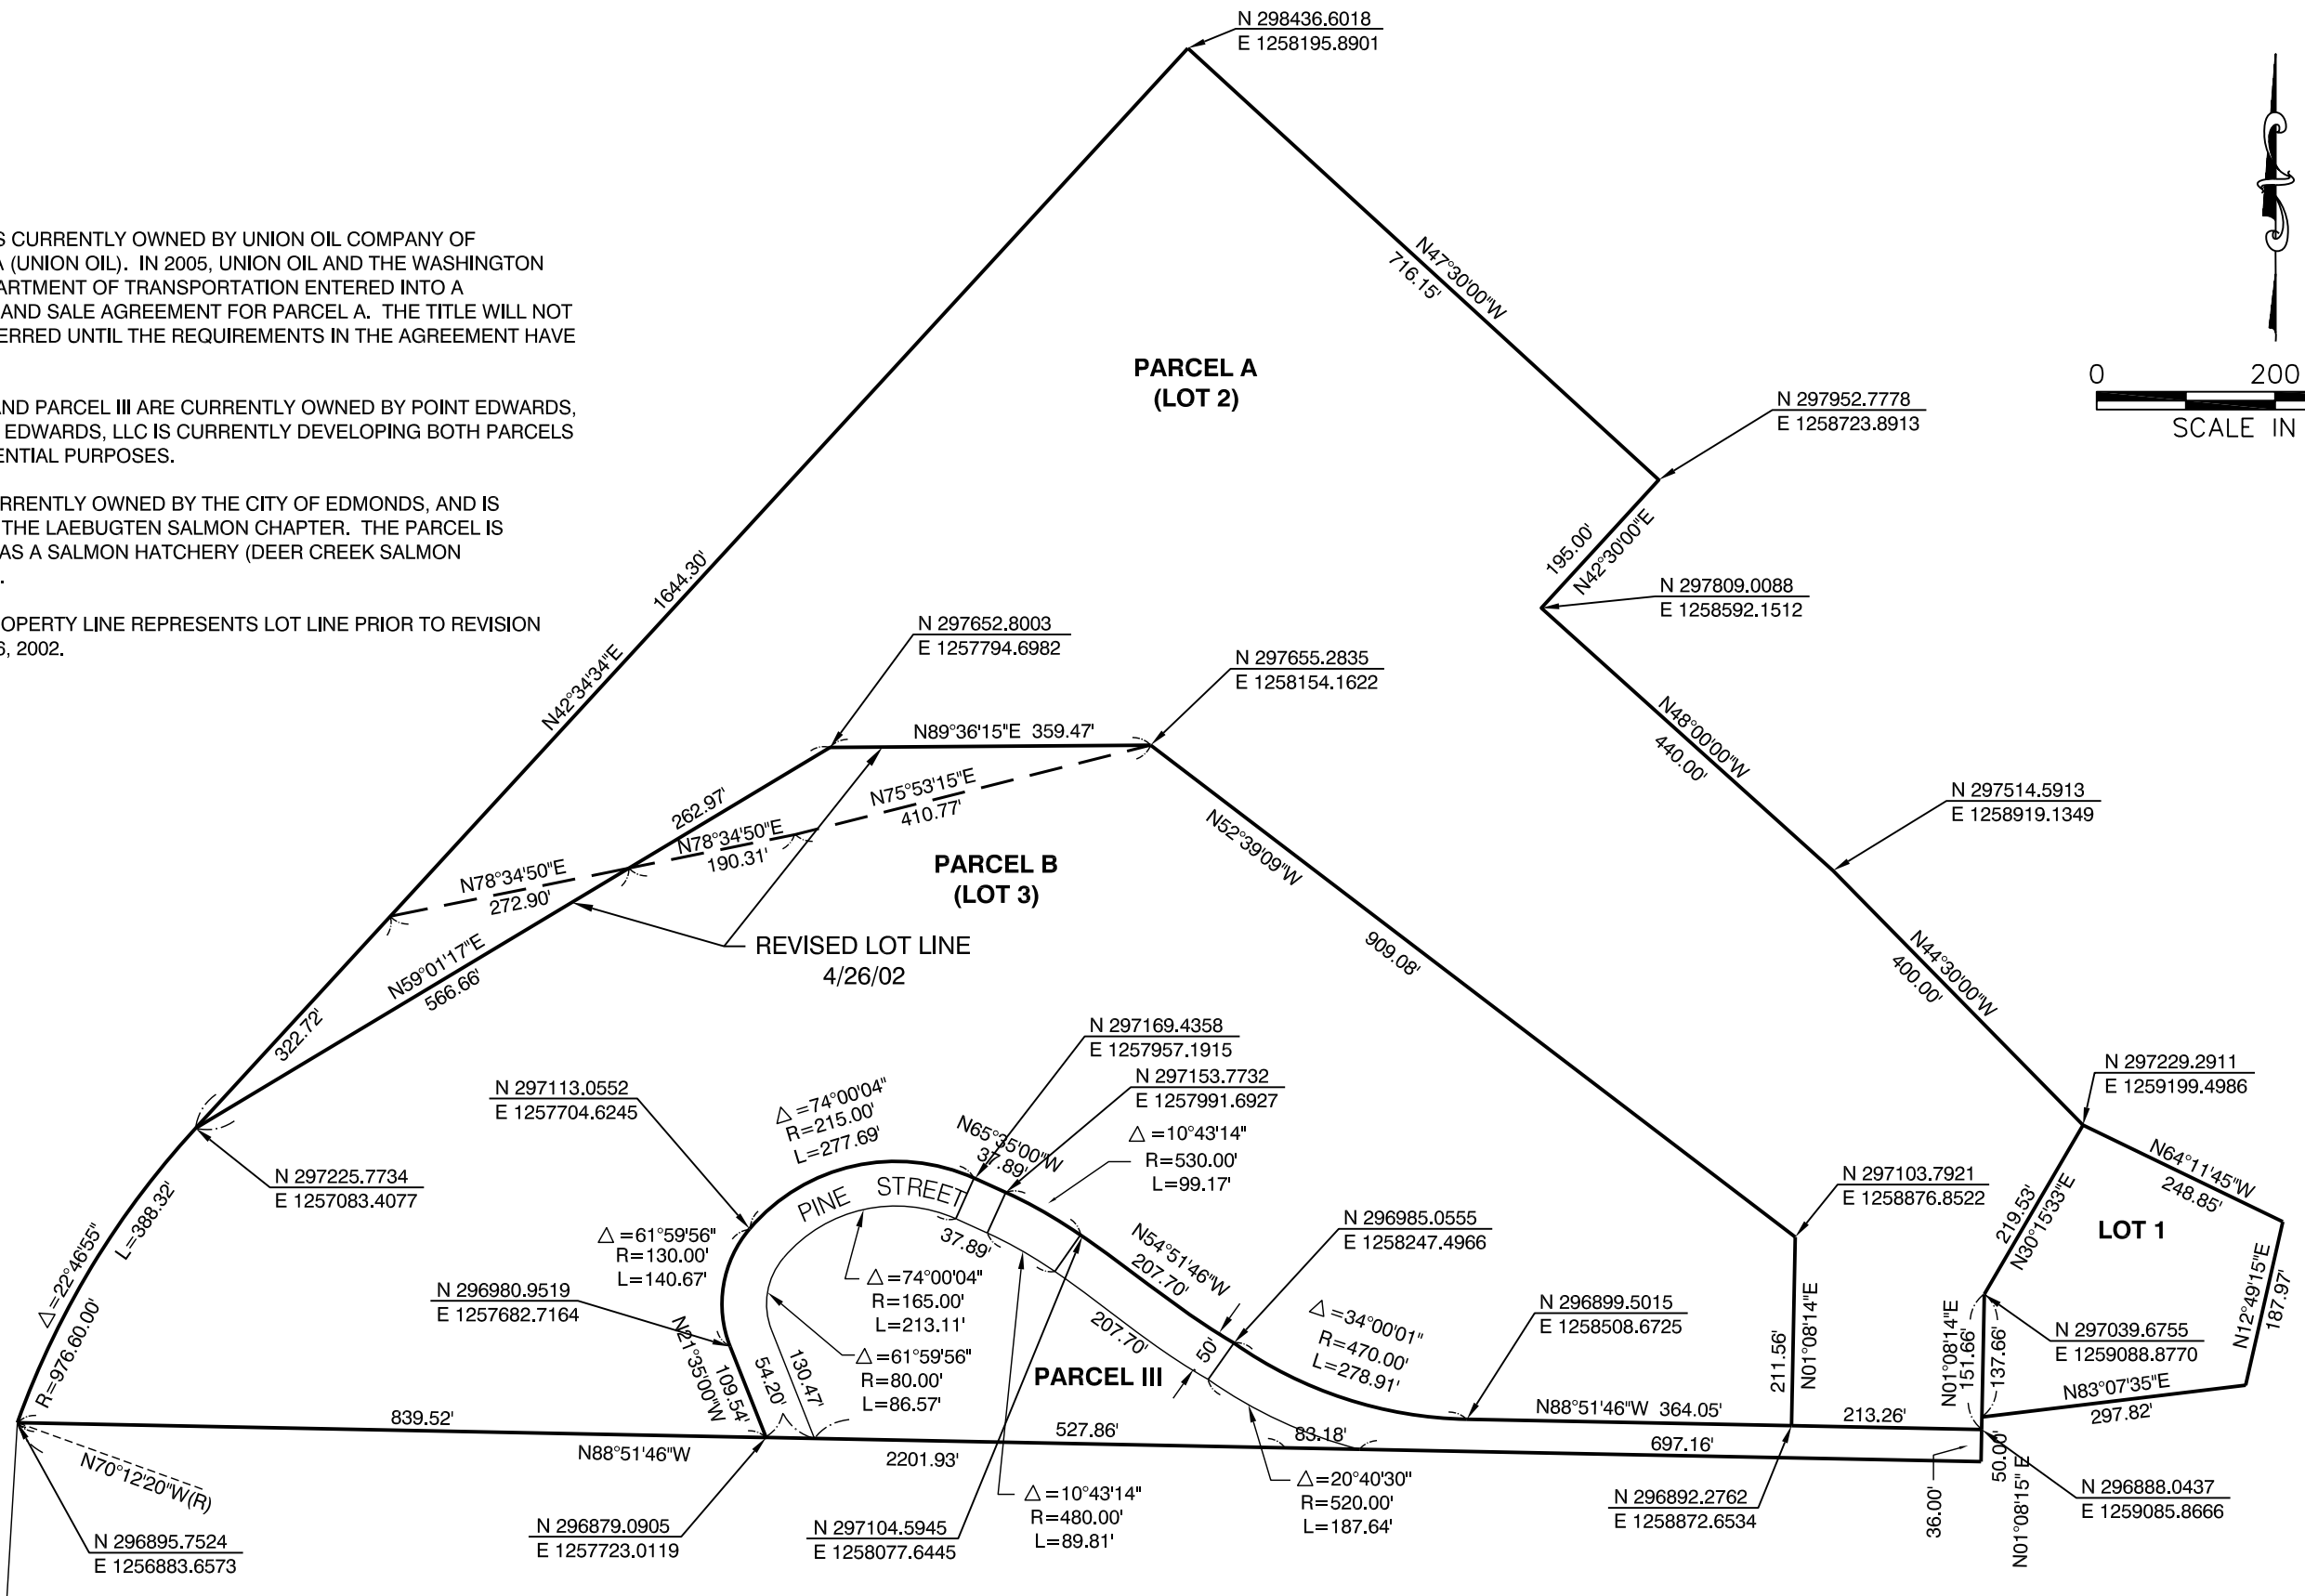 S CURRENTLY OWNED BY UNION OIL COMPANY OF
A (UNION OIL). IN 2005, UNION OIL AND THE WASHINGTON
ARTMENT OF TRANSPORTATION ENTERED INTO A
AND SALE AGREEMENT FOR PARCEL A. THE TITLE WILL NOT
ERRED UNTIL THE REQUIREMENTS IN THE AGREEMENT HAVE
AND PARCEL III ARE CURRENTLY OWNED BY POINT EDWARDS,
EDWARDS, LLC IS CURRENTLY DEVELOPING BOTH PARCELS
ENTIAL PURPOSES.
RRENTLY OWNED BY THE CITY OF EDMONDS, AND IS
THE LAEBUGTEN SALMON CHAPTER. THE PARCEL IS
AS A SALMON HATCHERY (DEER CREEK SALMON
.
OPERTY LINE REPRESENTS LOT LINE PRIOR TO REVISION
6, 2002.
N 298436.6018
E 1258195.8901
0 200
SCALE IN
PARCEL A
(LOT 2)
N47°30'00"W
716.15'
N 297952.7778
E 1258723.8913
195.00'
N42°30'00"E
N 297809.0088
E 1258592.1512
1644.30'
N42°34'34"E
N 297652.8003
E 1257794.6982
N 297655.2835
E 1258154.1622
N48°00'00"W
440.00'
N89°36'15"E 359.47'
262.97'
N75°53'15"E
410.77'
N78°34'50"E
190.31'
N78°34'50"E
272.90'
PARCEL B
(LOT 3)
N52°39'09"W
909.08'
N 297514.5913
E 1258919.1349
N44°30'00"W
400.00'
REVISED LOT LINE
4/26/02
N59°01'17"E
566.66'
322.72'
N 297169.4358
E 1257957.1915
N 297153.7732
E 1257991.6927
N 297113.0552
E 1257704.6245
△=74°00'04"
R=215.00'
L=277.69'
N65°35'00"W
37.89'
△=10°43'14"
R=530.00'
L=99.17'
N 297229.2911
E 1259199.4986
N64°11'45"W
248.85'
N 297225.7734
E 1257083.4077
N 297103.7921
E 1258876.8522
219.53'
N30°15'33"E
LOT 1
PINE STREET
△=22°46'55"
L=388.32'
R=976.60.00'
△=61°59'56"
R=130.00'
L=140.67'
37.89'
N 296985.0555
E 1258247.4966
N54°51'46"W
207.70'
N12°49'15"E
187.97'
N 296980.9519
E 1257682.7164
△=74°00'04"
R=165.00'
L=213.11'
207.70'
50'
△=34°00'01"
R=470.00'
L=278.91'
N 296899.5015
E 1258508.6725
211.56'
N01°08'14"E
N01°08'14"E
151.66'
137.66'
N 297039.6755
E 1259088.8770
N21°35'00"W
109.54'
54.20'
130.47'
△=61°59'56"
R=80.00'
L=86.57'
PARCEL III
N83°07'35"E
297.82'
839.52'
N88°51'46"W
527.86'
2201.93'
83.18'
N88°51'46"W 364.05'
213.26'
697.16'
N70°12'20"W(R)
36.00'
50.00'
N01°08'15"E
△=10°43'14"
R=480.00'
L=89.81'
△=20°40'30"
R=520.00'
L=187.64'
N 296892.2762
E 1258872.6534
N 296888.0437
E 1259085.8666
N 296895.7524
E 1256883.6573
N 296879.0905
E 1257723.0119
N 297104.5945
E 1258077.6445